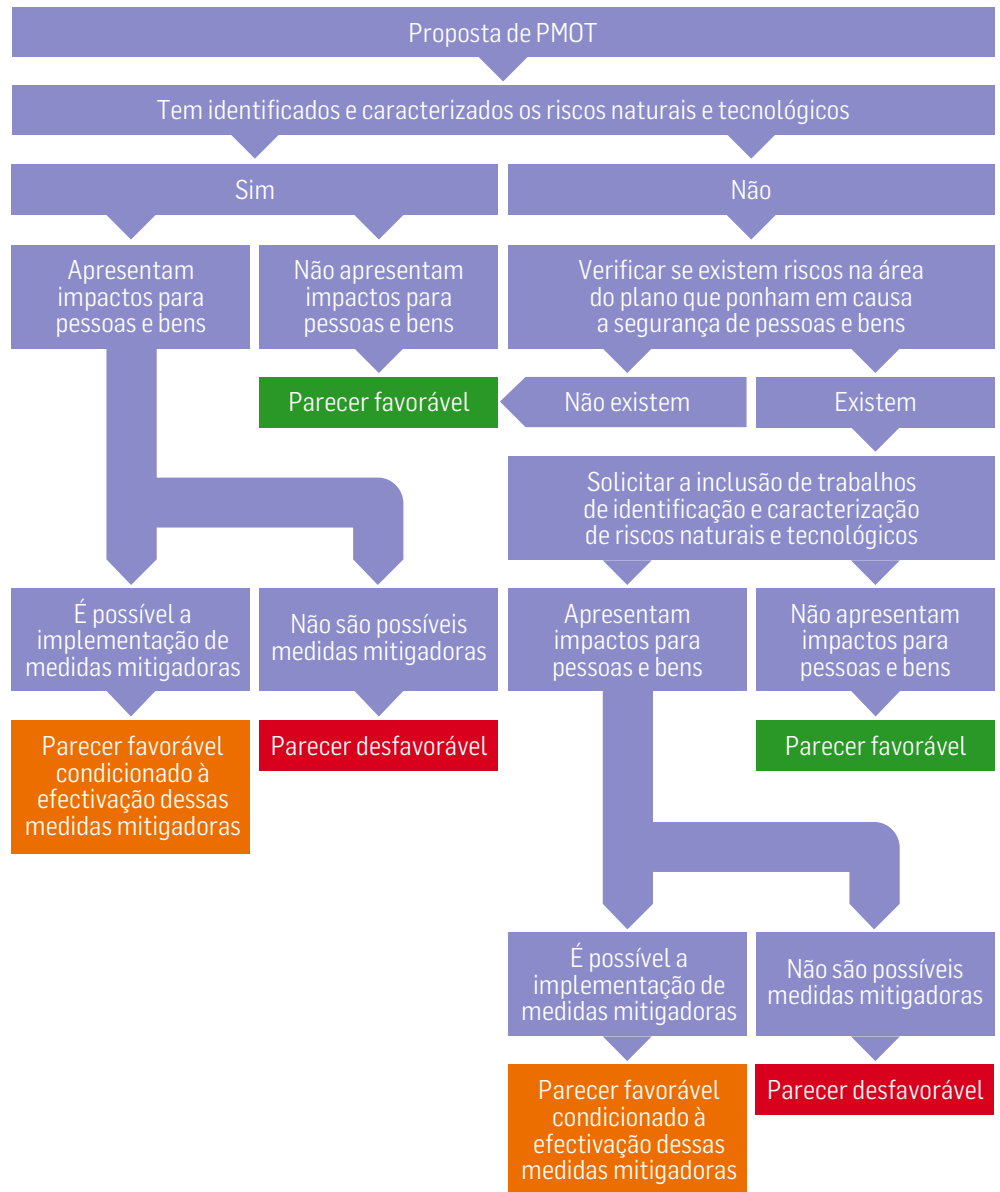 Proposta de PMOT
Tem identificados e caracterizados os riscos naturais e tecnológicos
Sim
Não
Apresentam
impactos para
pessoas e bens
Não apresentam
impactos para
pessoas e bens
Verificar se existem riscos na área
do plano que ponham em causa
a segurança de pessoas e bens
Parecer favorável
Não existem
Existem
Solicitar a inclusão de trabalhos
de identificação e caracterização
de riscos naturais e tecnológicos
É possível a
implementação de
medidas mitigadoras
Não são possíveis
medidas mitigadoras
Apresentam
impactos para
pessoas e bens
Não apresentam
impactos para
pessoas e bens
Parecer favorável
condicionado à
efectivação dessas
medidas mitigadoras
Parecer desfavorável
Parecer favorável
É possível a
implementação de
medidas mitigadoras
Não são possíveis
medidas mitigadoras
Parecer favorável
condicionado à
efectivação dessas
medidas mitigadoras
Parecer desfavorável